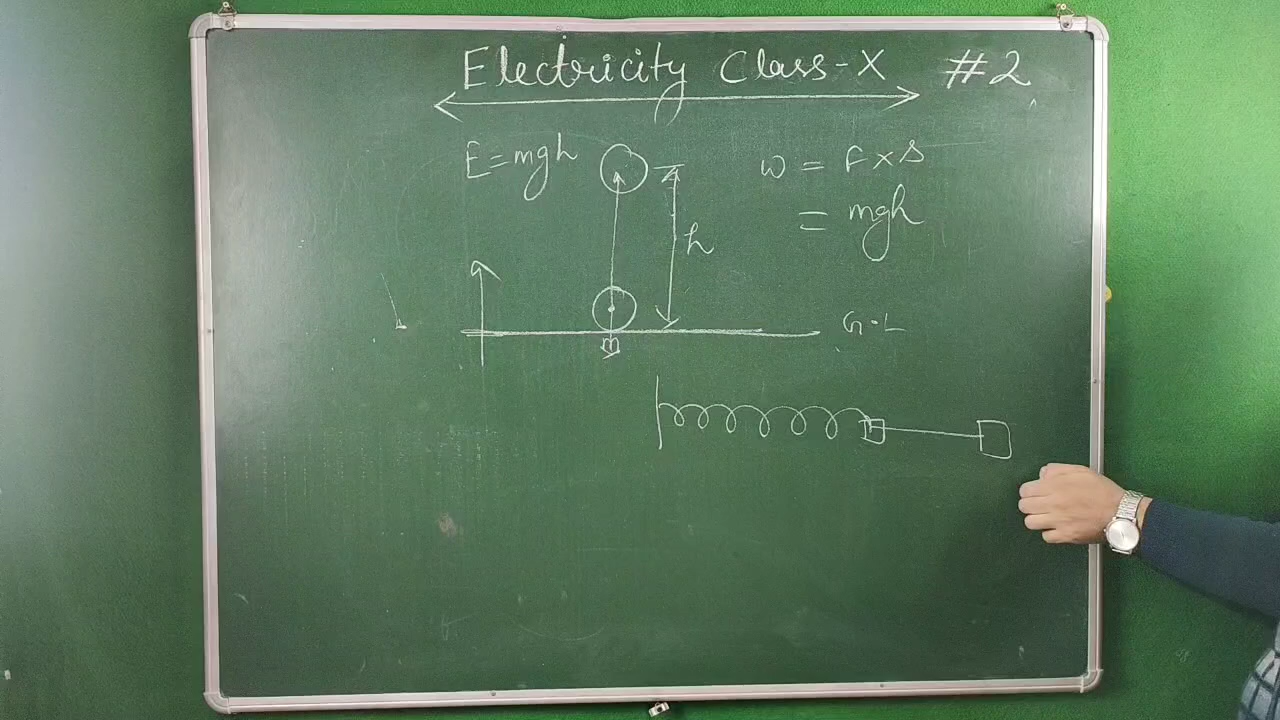 Electricity Class-X #2
E=mgh
W = F×s
= mgh
h
G.L
m